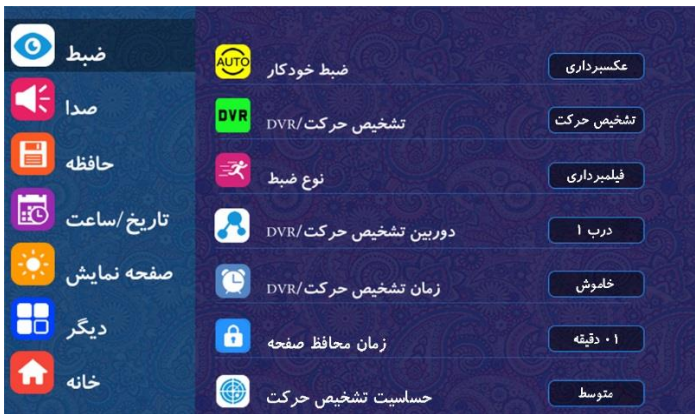 ضبط
صدا
حافظه
تاریخ/ساعت
صفحه نمایش
دیگر
خانه
AUTO ضبط خودکار عکسبرداری
DVR تشخیص حرکت/DVR تشخیص حرکت
نوع ضبط فیلمبرداری
دوربین تشخیص حرکت/DVR درب ۱
زمان تشخیص حرکت/DVR خاموش
زمان محافظ صفحه ۰۱ دقیقه
حساسیت تشخیص حرکت متوسط